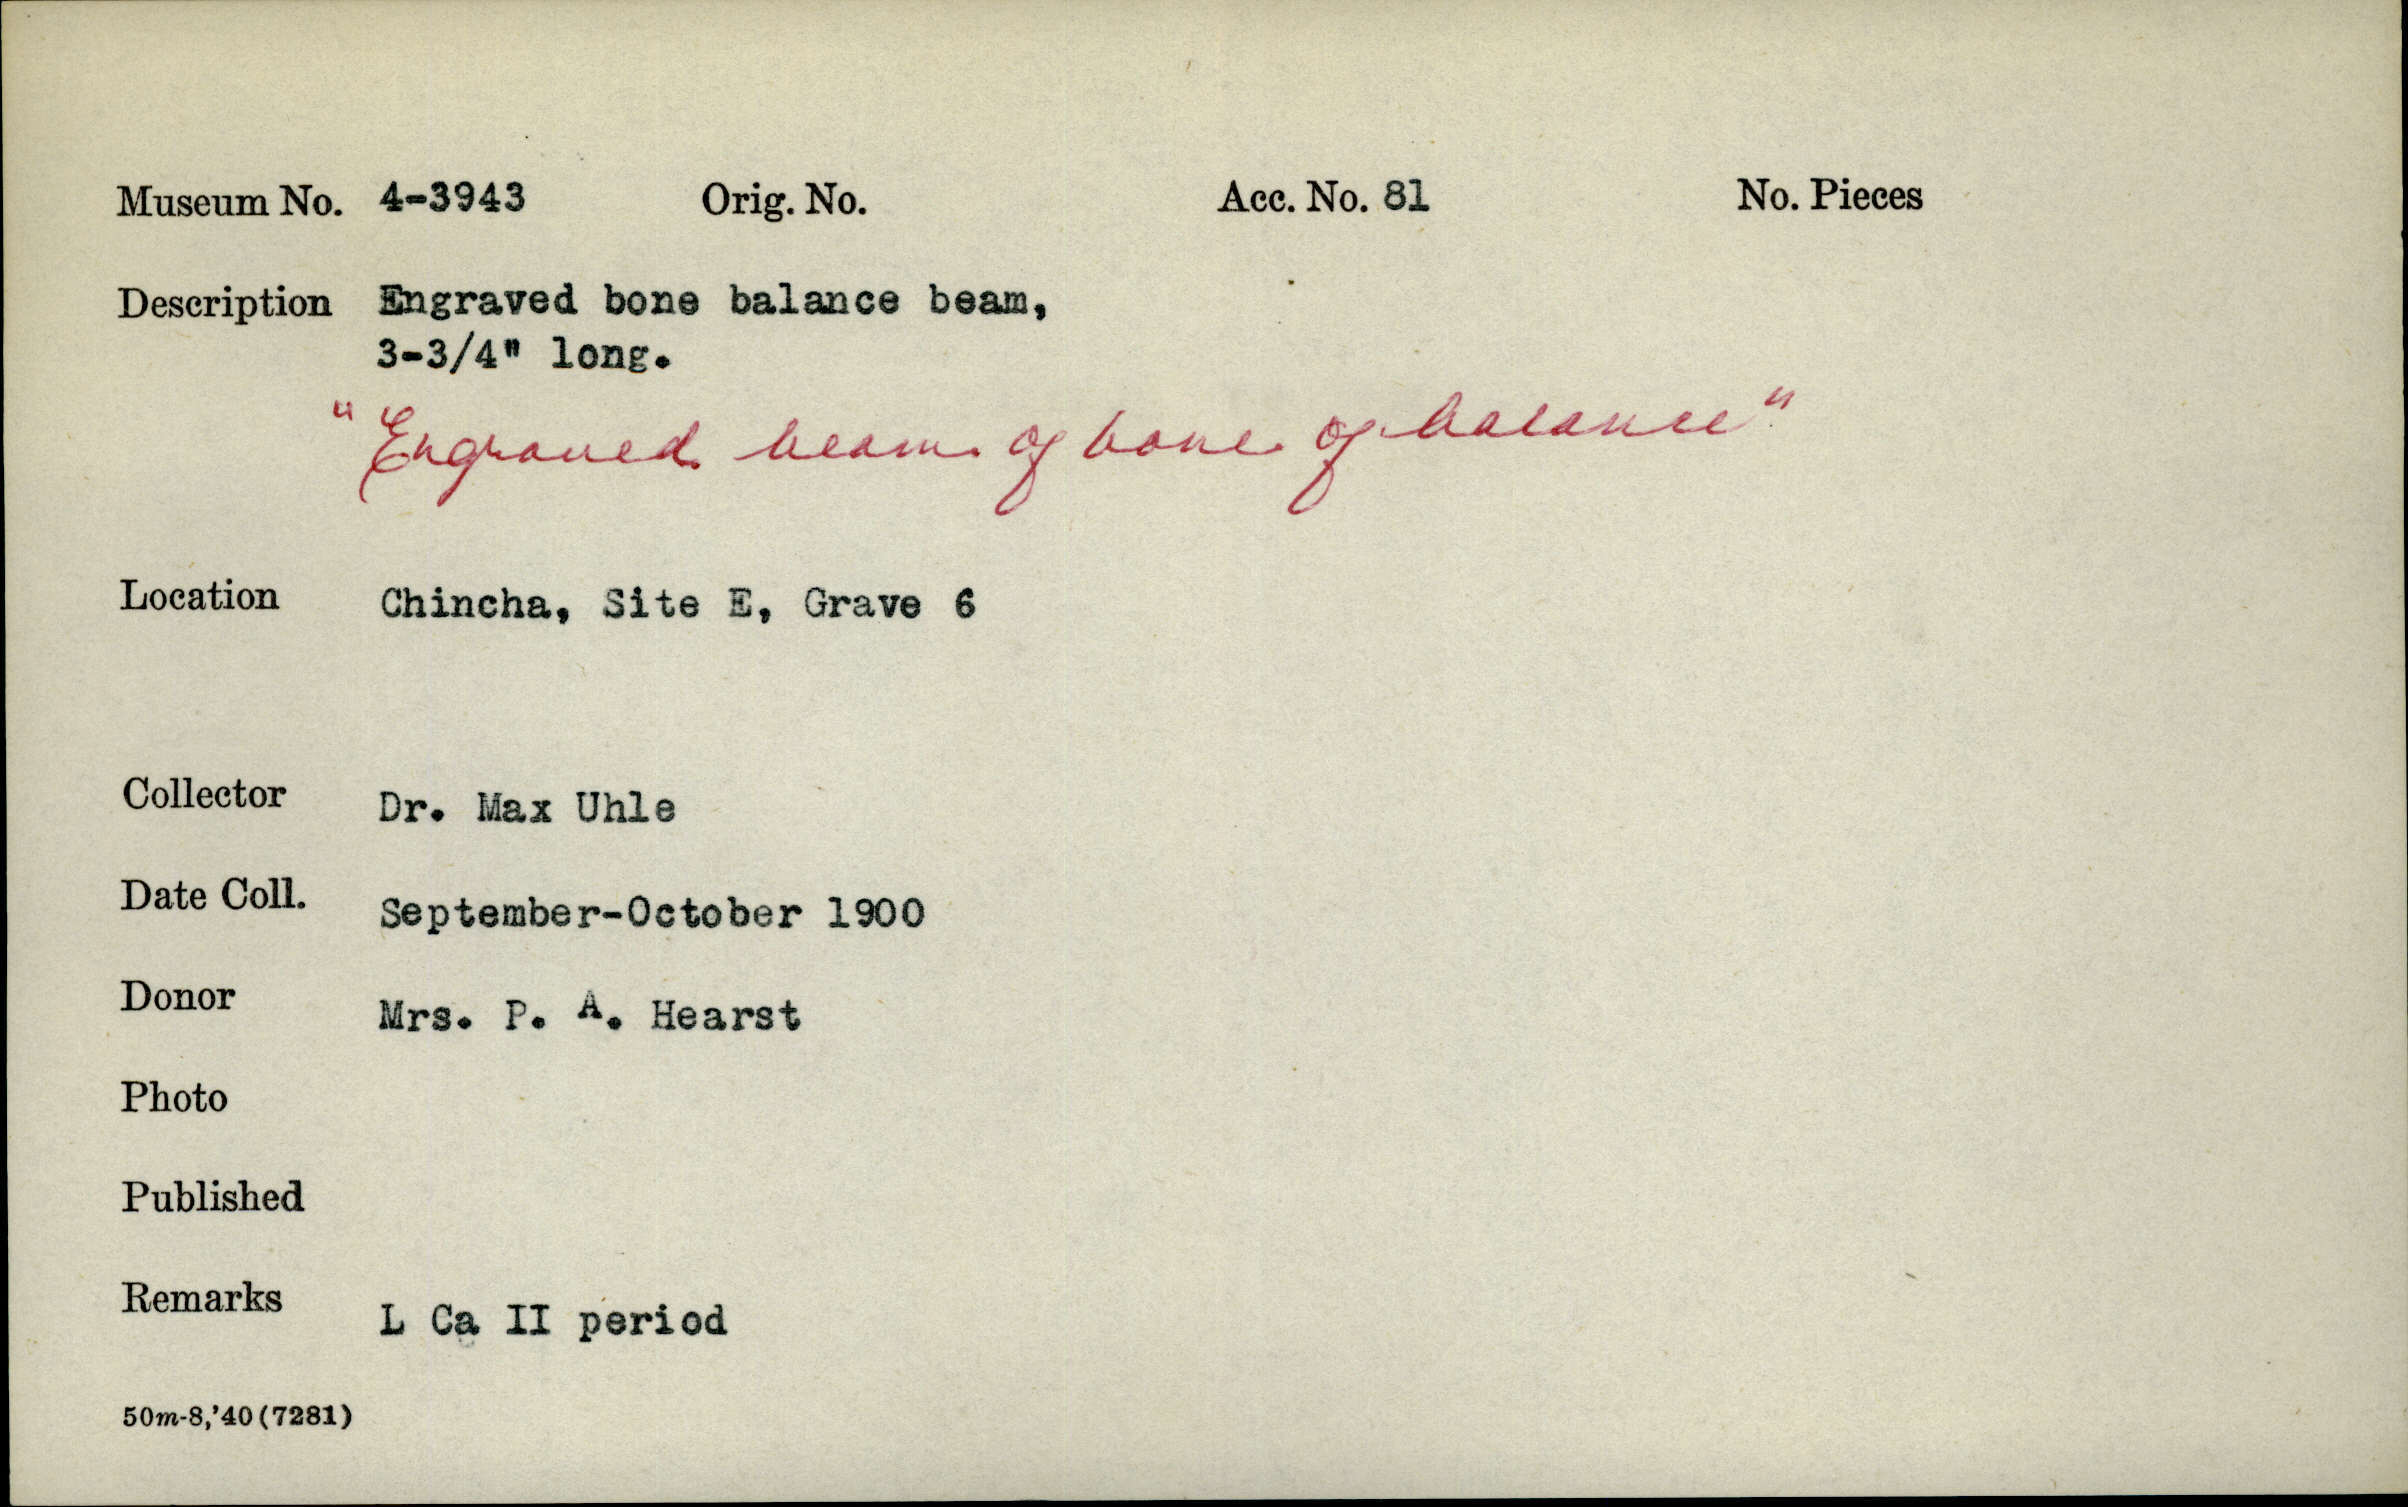 Museum No. 4-3943 Orig. No. Acc. No. 81 No. Pieces
Description Engraved bone balance beam,
3-3/4" long.
"Engraved beam of bone of balance"
Location Chincha, Site E, Grave 6
Collector Dr. Max Uhle
Date Coll. September-October 1900
Donor Mrs. P. A. Hearst
Photo
Published
Remarks L Ca II period
50m-8,'40(7281)